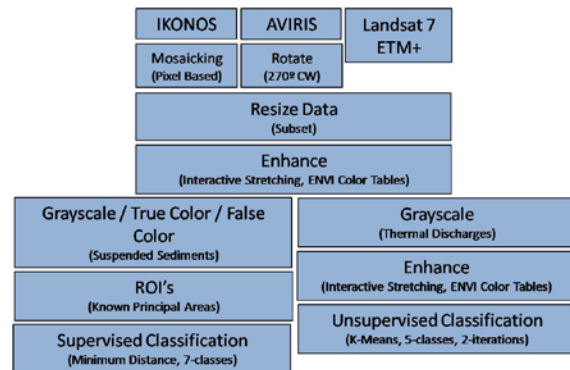 IKONOS
AVIRIS
Landsat 7
ETM+
Mosaicking
(Pixel Based)
Rotate
(270º CW)
Resize Data
(Subset)
Enhance
(Interactive Stretching, ENVI Color Tables)
Grayscale / True Color / False
Color
(Suspended Sediments)
Grayscale
(Thermal Discharges)
ROI's
(Known Principal Areas)
Enhance
(Interactive Stretching, ENVI Color Tables)
Supervised Classification
(Minimum Distance, 7-classes)
Unsupervised Classification
(K-Means, 5-classes, 2-iterations)